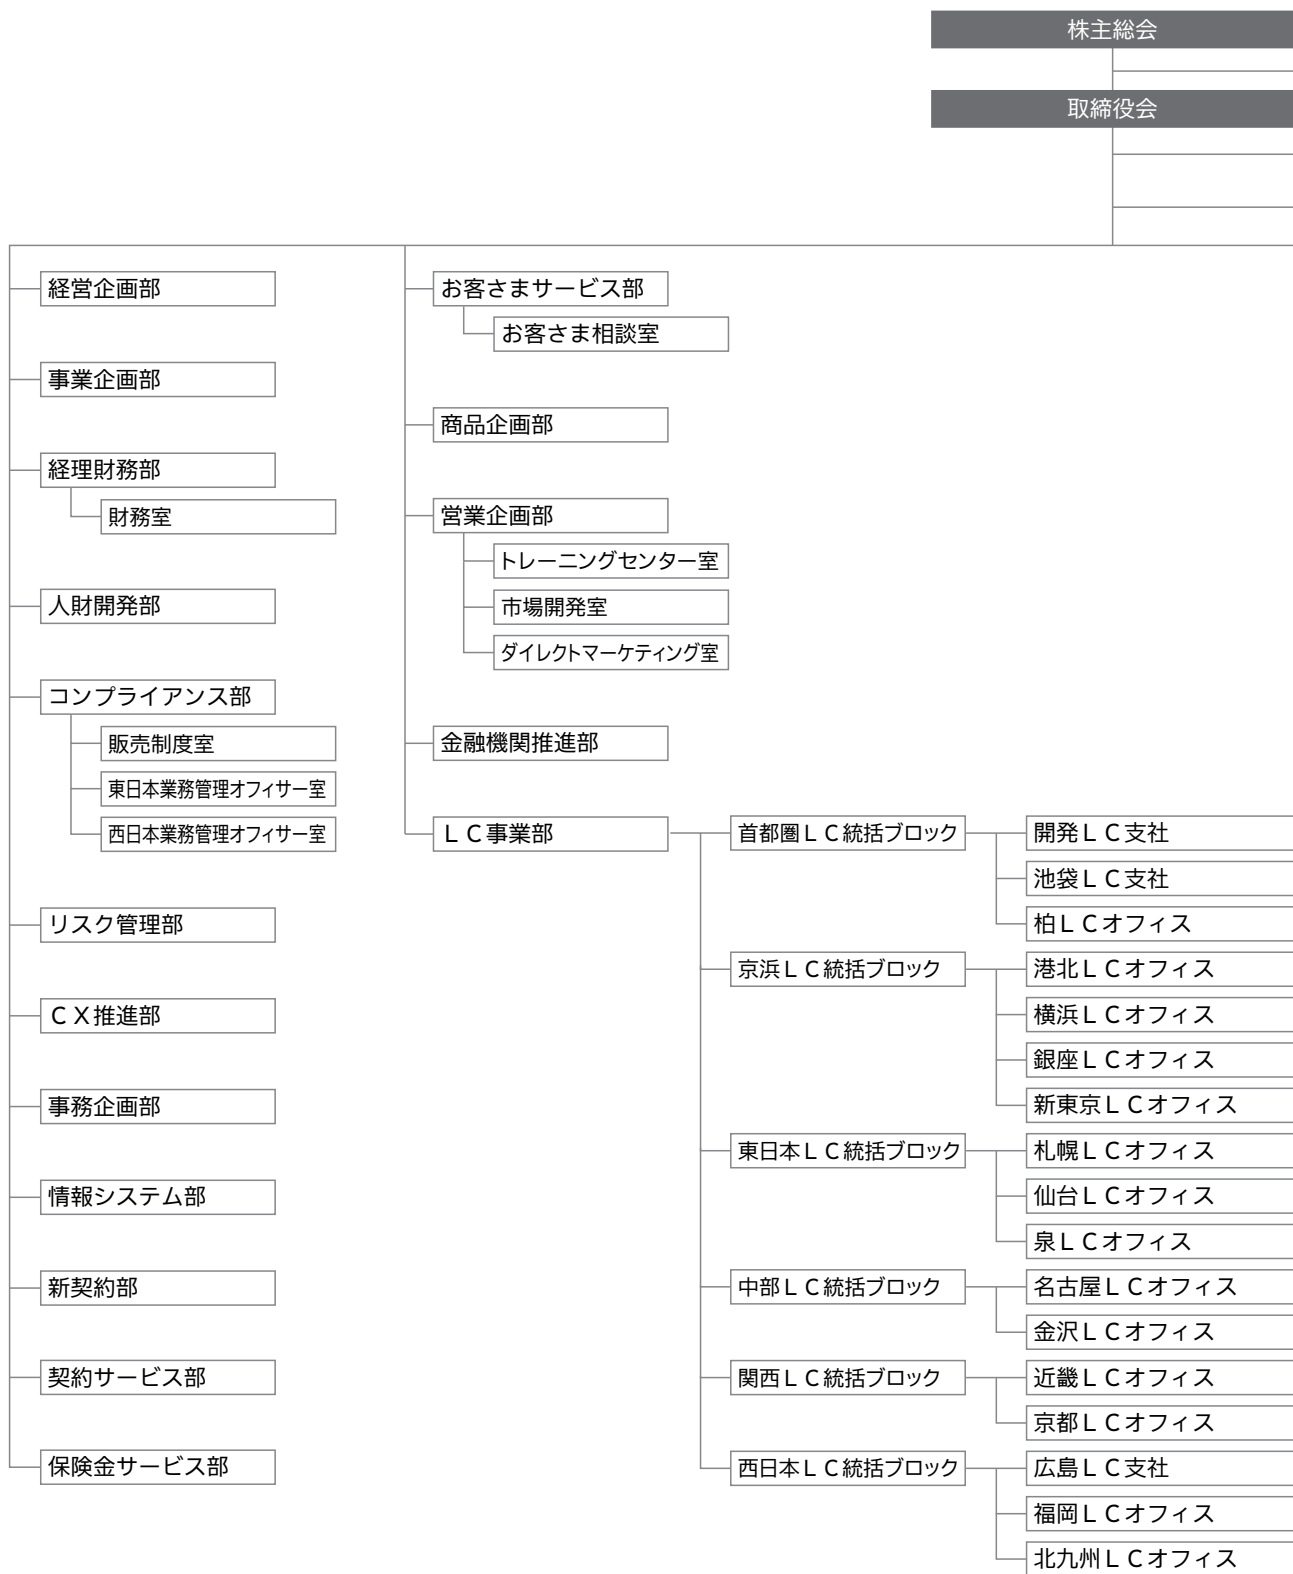 株主総会
取締役会
経営企画部
事業企画部
経理財務部
財務室
人財開発部
コンプライアンス部
販売制度室
東日本業務管理オフィサー室
西日本業務管理オフィサー室
リスク管理部
ＣＸ推進部
事務企画部
情報システム部
新契約部
契約サービス部
保険金サービス部
お客さまサービス部
お客さま相談室
商品企画部
営業企画部
トレーニングセンター室
市場開発室
ダイレクトマーケティング室
金融機関推進部
ＬＣ事業部
首都圏ＬＣ統括ブロック
開発ＬＣ支社
池袋ＬＣ支社
柏ＬＣオフィス
京浜ＬＣ統括ブロック
港北ＬＣオフィス
横浜ＬＣオフィス
銀座ＬＣオフィス
新東京ＬＣオフィス
東日本ＬＣ統括ブロック
札幌ＬＣオフィス
仙台ＬＣオフィス
泉ＬＣオフィス
中部ＬＣ統括ブロック
名古屋ＬＣオフィス
金沢ＬＣオフィス
関西ＬＣ統括ブロック
近畿ＬＣオフィス
京都ＬＣオフィス
西日本ＬＣ統括ブロック
広島ＬＣ支社
福岡ＬＣオフィス
北九州ＬＣオフィス